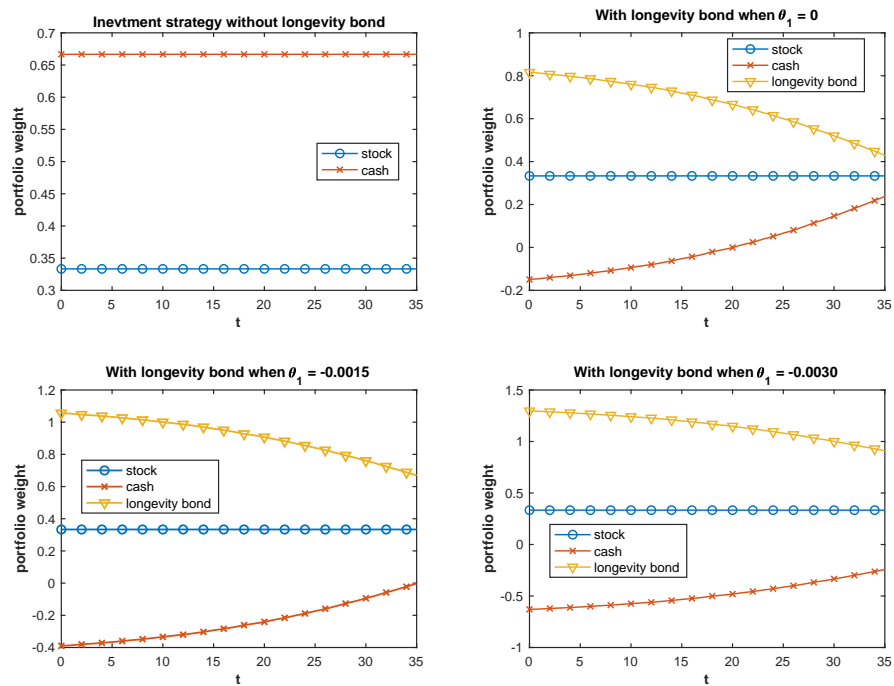 Inevtment strategy without longevity bond
0.7
0.65
0.6
0.55
0.5
0.45
0.4
0.35
0.3
portfolio weight
stock
cash
0 5 10 15 20 25 30 35
t
With longevity bond when θ1 = 0
1
0.8
0.6
0.4
0.2
0
-0.2
portfolio weight
stock
cash
longevity bond
0 5 10 15 20 25 30 35
t
With longevity bond when θ1 = -0.0015
1.2
1
0.8
0.6
0.4
0.2
0
-0.2
-0.4
portfolio weight
stock
cash
longevity bond
0 5 10 15 20 25 30 35
t
With longevity bond when θ1 = -0.0030
1.5
1
0.5
0
-0.5
-1
portfolio weight
stock
cash
longevity bond
0 5 10 15 20 25 30 35
t